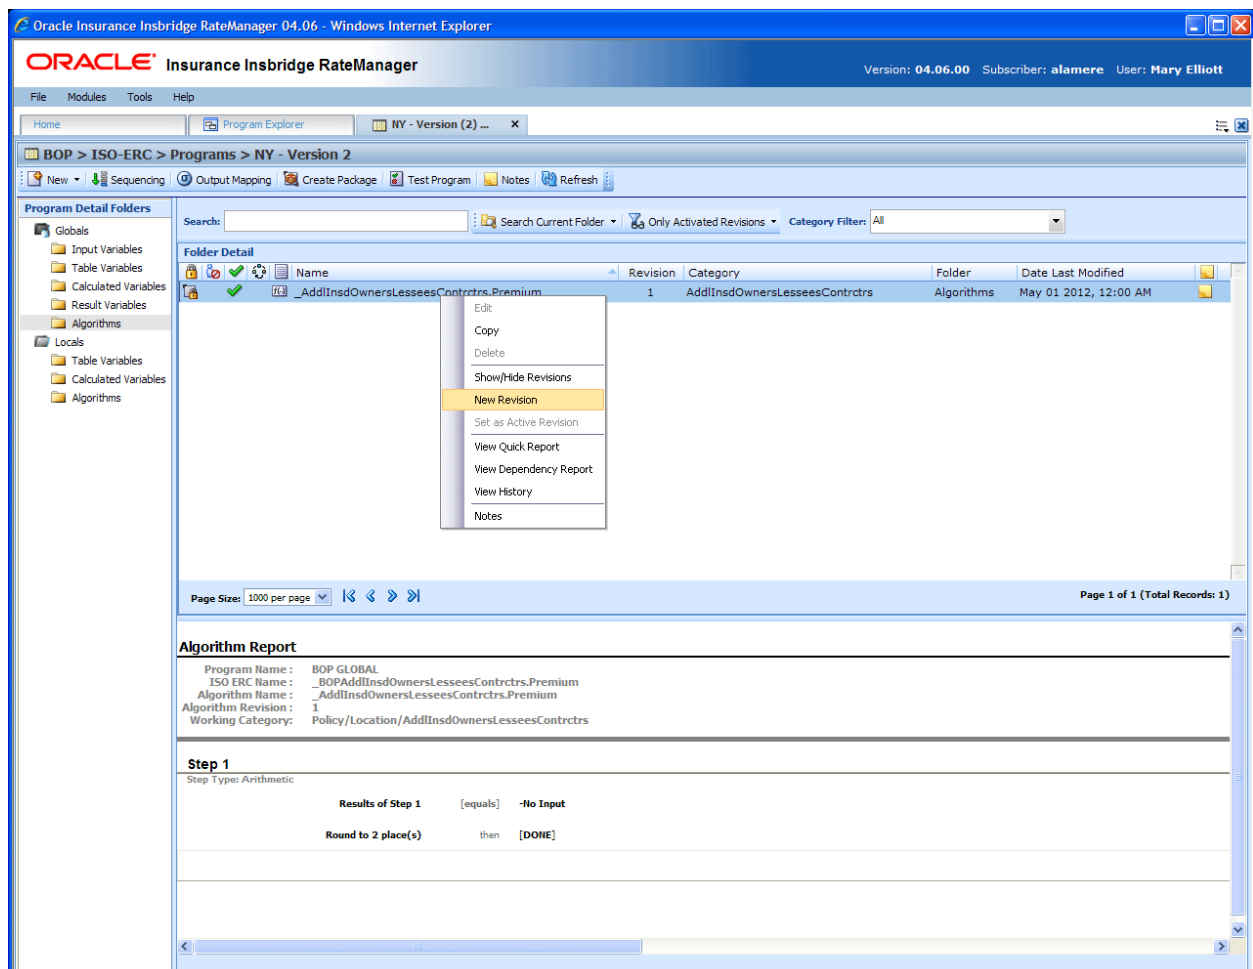 Oracle Insurance Insbridge RateManager 04.06 - Windows Internet Explorer
ORACLE Insurance Insbridge RateManager
Version: 04.06.00 Subscriber: alamere User: Mary Elliott
File Modules Tools Help
Home Program Explorer NY - Version (2) ... x
BOP > ISO-ERC > Programs > NY - Version 2
New Sequencing Output Mapping Create Package Test Program Notes Refresh
Program Detail Folders
Globals
Input Variables
Table Variables
Calculated Variables
Result Variables
Algorithms
Locals
Table Variables
Calculated Variables
Algorithms
Search: Search Current Folder Only Activated Revisions Category Filter: All
Folder Detail
Name Revision Category Folder Date Last Modified
_AddlInsdOwnersLesseesContrctrs.Premium 1 AddlInsdOwnersLesseesContrctrs Algorithms May 01 2012, 12:00 AM
Edit
Copy
Delete
Show/Hide Revisions
New Revision
Set as Active Revision
View Quick Report
View Dependency Report
View History
Notes
Page Size: 1000 per page Page 1 of 1 (Total Records: 1)
Algorithm Report
Program Name : BOP GLOBAL
ISO ERC Name : _BOPAddlInsdOwnersLesseesContrctrs.Premium
Algorithm Name : _AddlInsdOwnersLesseesContrctrs.Premium
Algorithm Revision : 1
Working Category: Policy/Location/AddlInsdOwnersLesseesContrctrs
Step 1
Step Type: Arithmetic
Results of Step 1 [equals] -No Input
Round to 2 place(s) then [DONE]